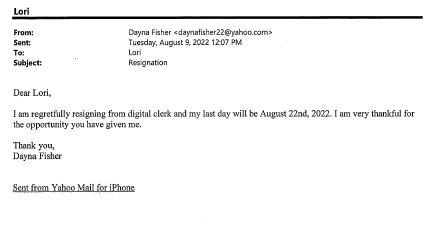 Lori
From: Dayna Fisher <daynafisher22@yahoo.com>
Sent: Tuesday, August 9, 2022 12:07 PM
To: Lori
Subject: Resignation
Dear Lori,
I am regretfully resigning from digital clerk and my last day will be August 22nd, 2022. I am very thankful for
the opportunity you have given me.
Thank you,
Dayna Fisher
Sent from Yahoo Mail for iPhone